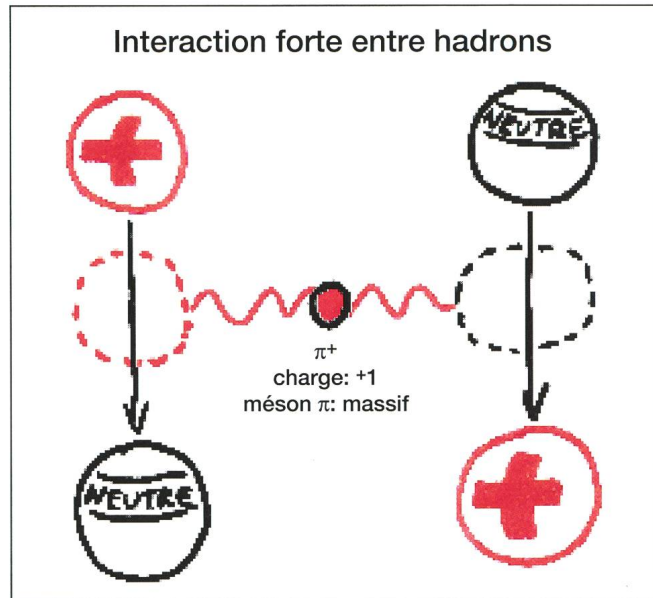 Interaction forte entre hadrons
NEUTRE
π+
charge: +1
méson π: massif
NEUTRE